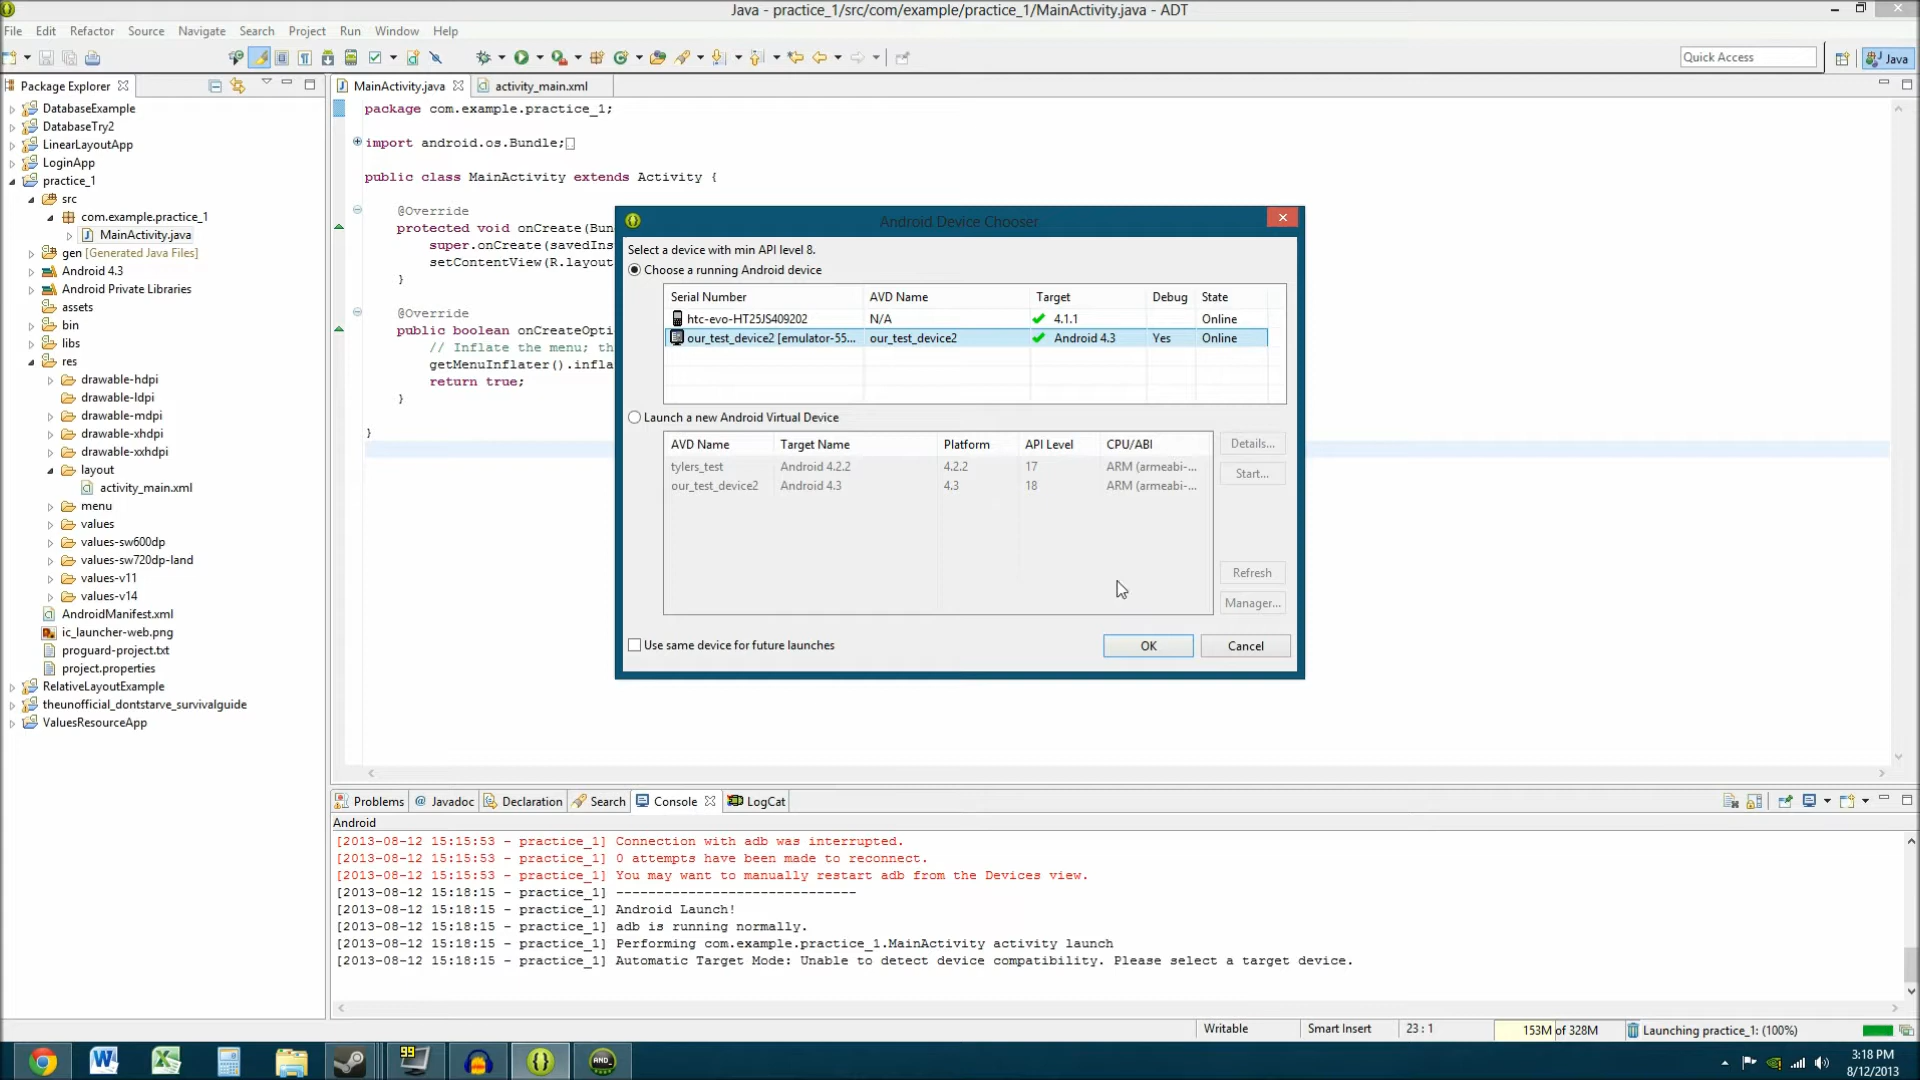 Java - practice_1/src/com/example/practice_1/MainActivity.java - ADT
File Edit Refactor Source Navigate Search Project Run Window Help
Quick Access
Java
Package Explorer
MainActivity.java
activity_main.xml
DatabaseExample
DatabaseTry2
LinearLayoutApp
LoginApp
practice_1
src
com.example.practice_1
MainActivity.java
gen [Generated Java Files]
Android 4.3
Android Private Libraries
assets
bin
libs
res
drawable-hdpi
drawable-ldpi
drawable-mdpi
drawable-xhdpi
drawable-xxhdpi
layout
activity_main.xml
menu
values
values-sw600dp
values-sw720dp-land
values-v11
values-v14
AndroidManifest.xml
ic_launcher-web.png
proguard-project.txt
project.properties
RelativeLayoutExample
theunofficial_dontstarve_survivalguide
ValuesResourceApp
package com.example.practice_1;
import android.os.Bundle;
public class MainActivity extends Activity {
@Override
protected void onCreate(Bun
super.onCreate(savedIns
setContentView(R.layout
}
@Override
public boolean onCreateOpti
// Inflate the menu; th
getMenuInflater().infla
return true;
}
}
Android Device Chooser
Select a device with min API level 8.
Choose a running Android device
Serial Number AVD Name Target Debug State
htc-evo-HT25JS409202 N/A 4.1.1 Online
our_test_device2 [emulator-55... our_test_device2 Android 4.3 Yes Online
Launch a new Android Virtual Device
AVD Name Target Name Platform API Level CPU/ABI
tylers_test Android 4.2.2 4.2.2 17 ARM (armeabi-...
our_test_device2 Android 4.3 4.3 18 ARM (armeabi-...
Details...
Start...
Refresh
Manager...
Use same device for future launches
OK
Cancel
Problems @ Javadoc Declaration Search Console LogCat
Android
[2013-08-12 15:15:53 - practice_1] Connection with adb was interrupted.
[2013-08-12 15:15:53 - practice_1] 0 attempts have been made to reconnect.
[2013-08-12 15:15:53 - practice_1] You may want to manually restart adb from the Devices view.
[2013-08-12 15:18:15 - practice_1] ------------------------------
[2013-08-12 15:18:15 - practice_1] Android Launch!
[2013-08-12 15:18:15 - practice_1] adb is running normally.
[2013-08-12 15:18:15 - practice_1] Performing com.example.practice_1.MainActivity activity launch
[2013-08-12 15:18:15 - practice_1] Automatic Target Mode: Unable to detect device compatibility. Please select a target device.
Writable Smart Insert 23 : 1 153M of 328M Launching practice_1: (100%)
99
AND
3:18 PM
8/12/2013